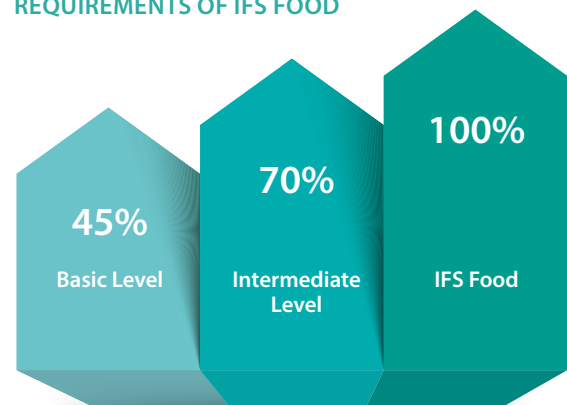 REQUIREMENTS OF IFS FOOD
100%
70%
45%
Basic Level
Intermediate
Level
IFS Food